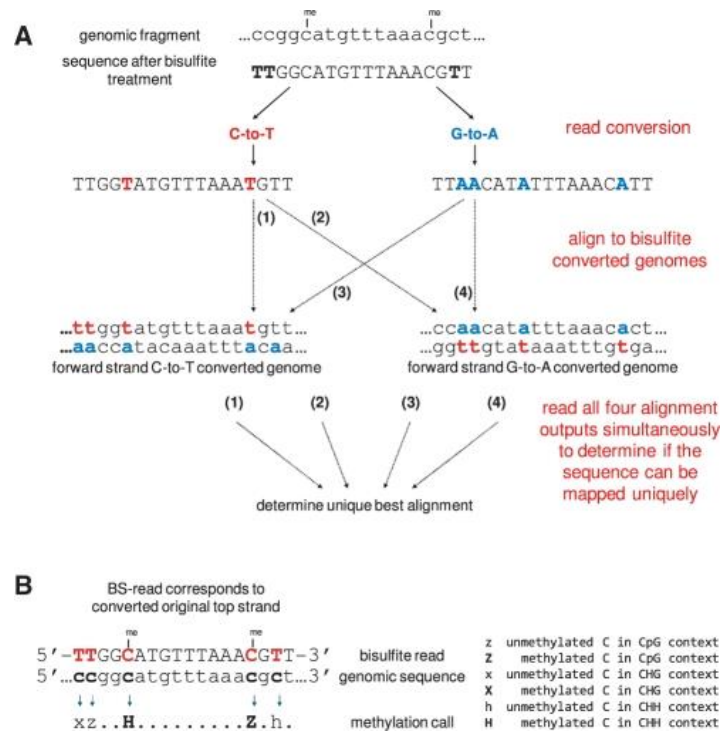 A
me me
genomic fragment …ccggcatgtttaaacgct…
sequence after bisulfite treatment TTGGCATGTTTAAACGTT
C-to-T G-to-A read conversion
TTGGTATGTTTAAATGTT TTAACATATTTAAACATT
(1) (2) (3) (4)
align to bisulfite
converted genomes
…ttggtatgtttaaatgtt… …ccaacatatttaaacact…
…aaccatacaaatttacaa… …ggttgtataaatttgtga…
forward strand C-to-T converted genome forward strand G-to-A converted genome
(1) (2) (3) (4)
read all four alignment
outputs simultaneously
to determine if the
sequence can be
mapped uniquely
determine unique best alignment
B
BS-read corresponds to
converted original top strand
me me
5'-TTGGCATGTTTAAACGTT-3' bisulfite read
5'…ccggcatgtttaaacgct…3' genomic sequence
xz..H.........Z.h. methylation call
z unmethylated C in CpG context
Z methylated C in CpG context
x unmethylated C in CHG context
X methylated C in CHG context
h unmethylated C in CHH context
H methylated C in CHH context